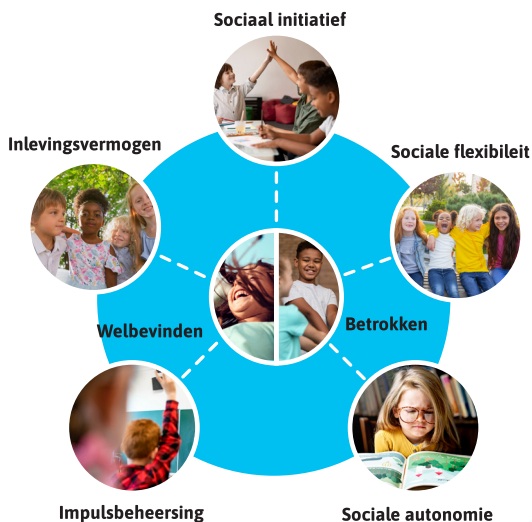 Sociaal initiatief
Inlevingsvermogen
Sociale flexibileit
Welbevinden
Betrokken
Impulsbeheersing
Sociale autonomie